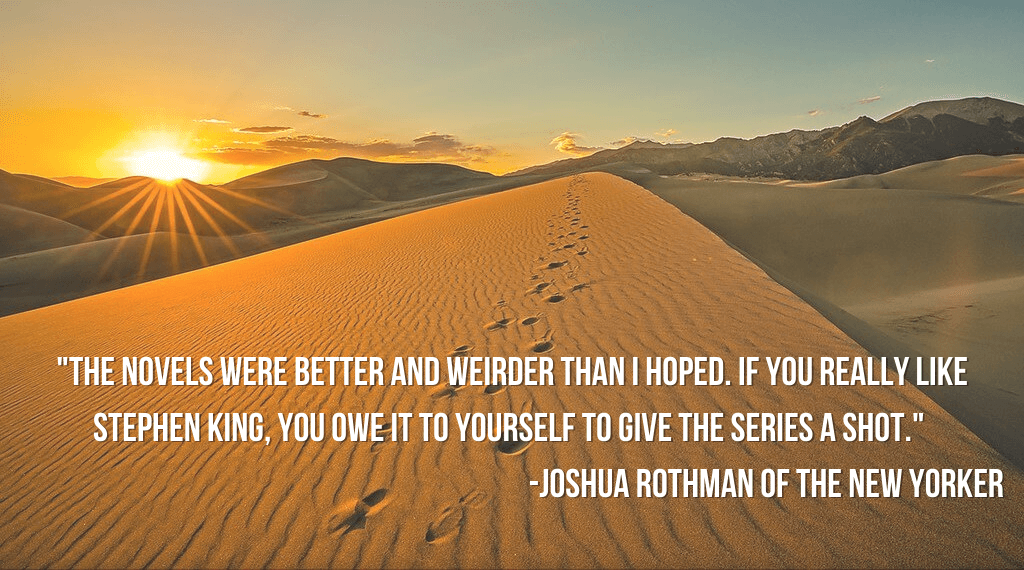 "THE NOVELS WERE BETTER AND WEIRDER THAN I HOPED. IF YOU REALLY LIKE
STEPHEN KING, YOU OWE IT TO YOURSELF TO GIVE THE SERIES A SHOT."
-JOSHUA ROTHMAN OF THE NEW YORKER